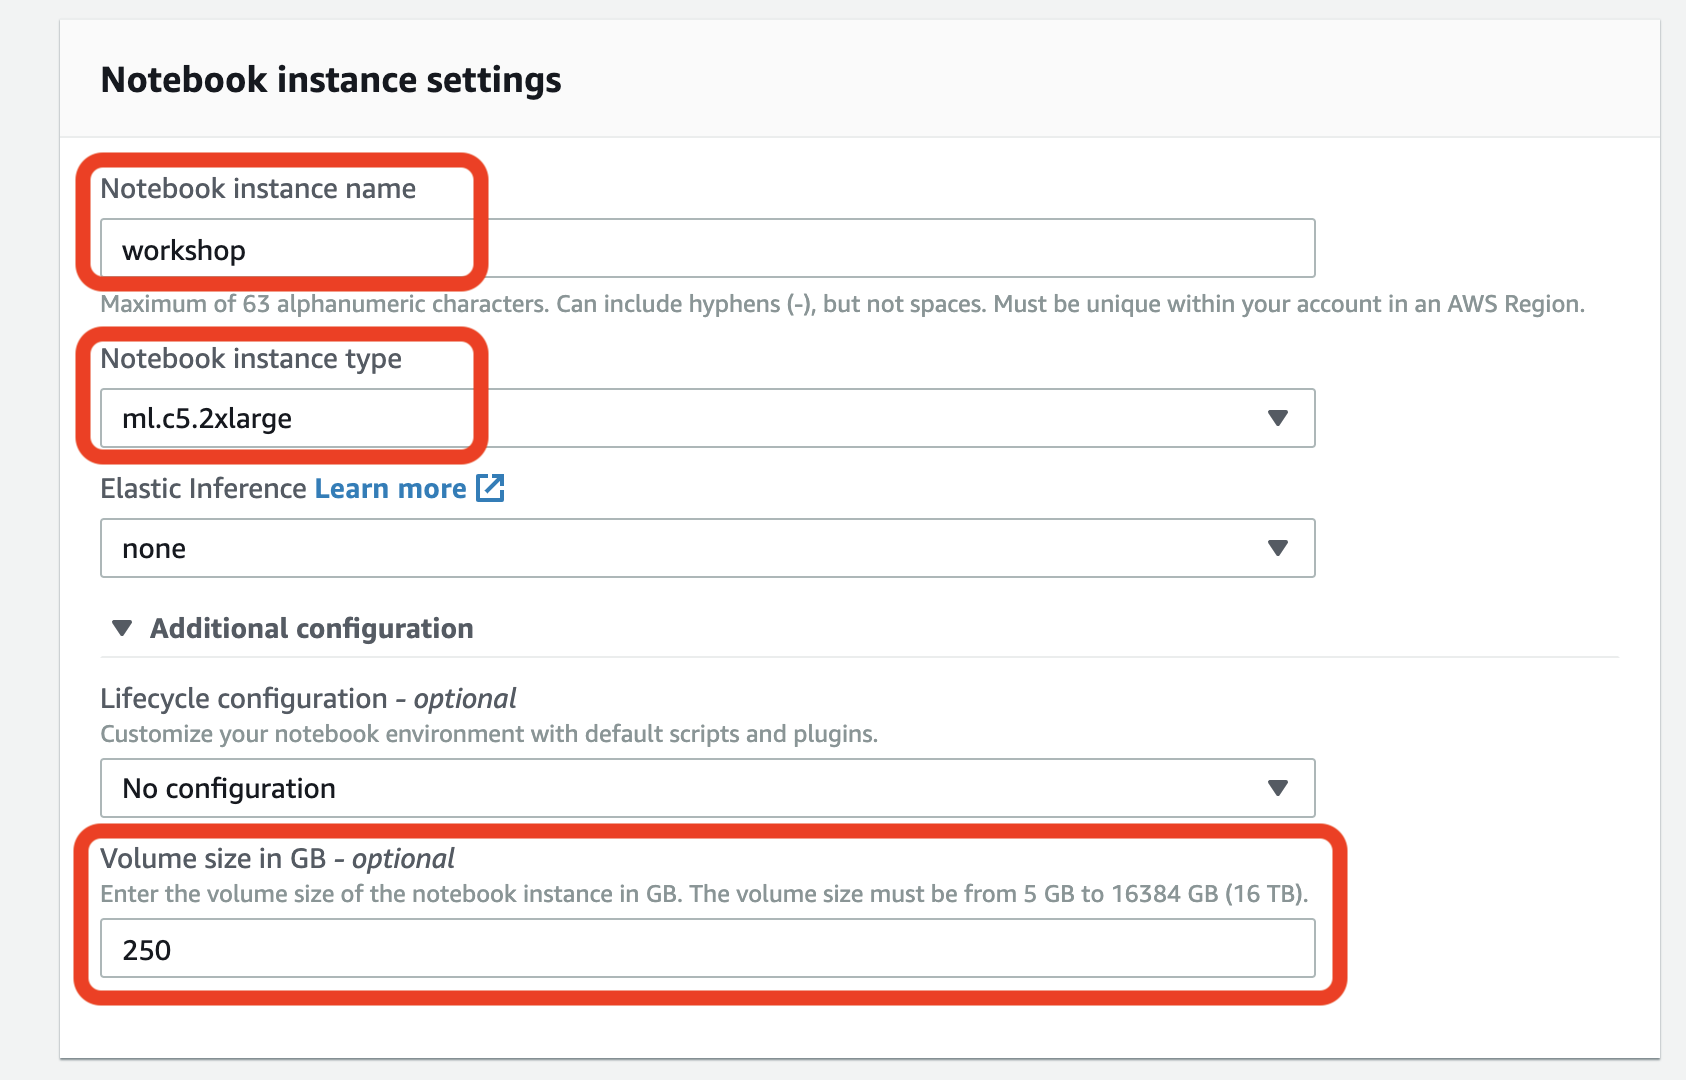 Notebook instance settings
Notebook instance name
workshop
Maximum of 63 alphanumeric characters. Can include hyphens (-), but not spaces. Must be unique within your account in an AWS Region.
Notebook instance type
ml.c5.2xlarge
Elastic Inference Learn more
none
Additional configuration
Lifecycle configuration - optional
Customize your notebook environment with default scripts and plugins.
No configuration
Volume size in GB - optional
Enter the volume size of the notebook instance in GB. The volume size must be from 5 GB to 16384 GB (16 TB).
250